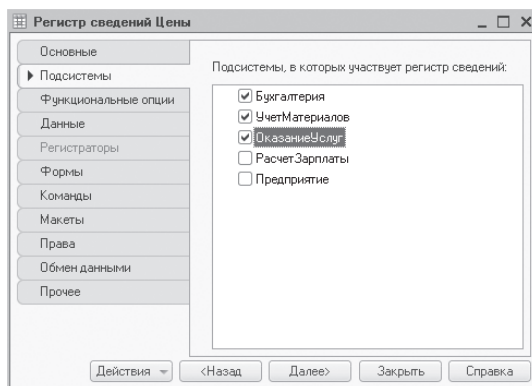 Регистр сведений Цены
Основные
Подсистемы
Функциональные опции
Данные
Регистраторы
Формы
Команды
Макеты
Права
Обмен данными
Прочее
Подсистемы, в которых участвует регистр сведений:
Бухгалтерия
УчетМатериалов
ОказаниеУслуг
РасчетЗарплаты
Предприятие
Действия
<Назад
Далее>
Закрыть
Справка